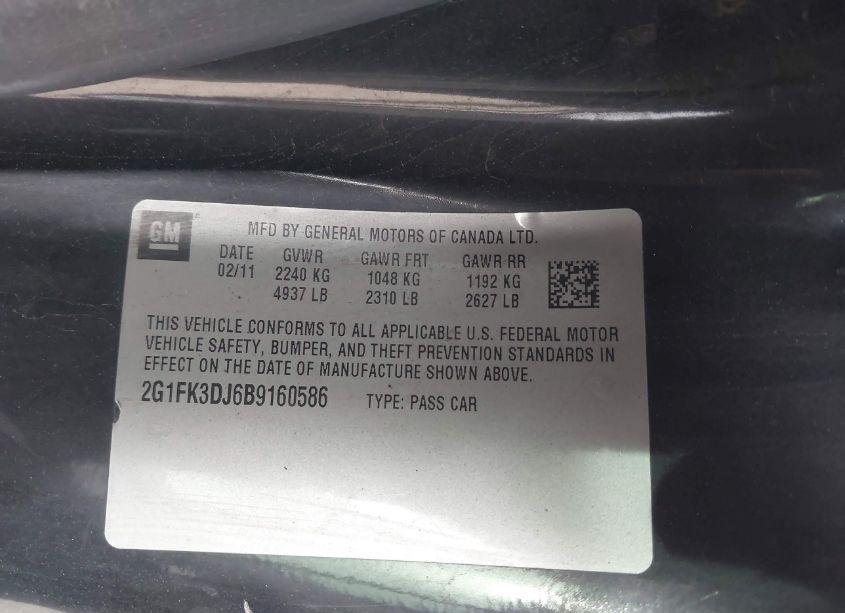 GM
MFD BY GENERAL MOTORS OF CANADA LTD.
DATE GVWR GAWR FRT GAWR RR
02/11 2240 KG 1048 KG 1192 KG
4937 LB 2310 LB 2627 LB
THIS VEHICLE CONFORMS TO ALL APPLICABLE U.S. FEDERAL MOTOR
VEHICLE SAFETY, BUMPER, AND THEFT PREVENTION STANDARDS IN
EFFECT ON THE DATE OF MANUFACTURE SHOWN ABOVE.
2G1FK3DJ6B9160586 TYPE: PASS CAR